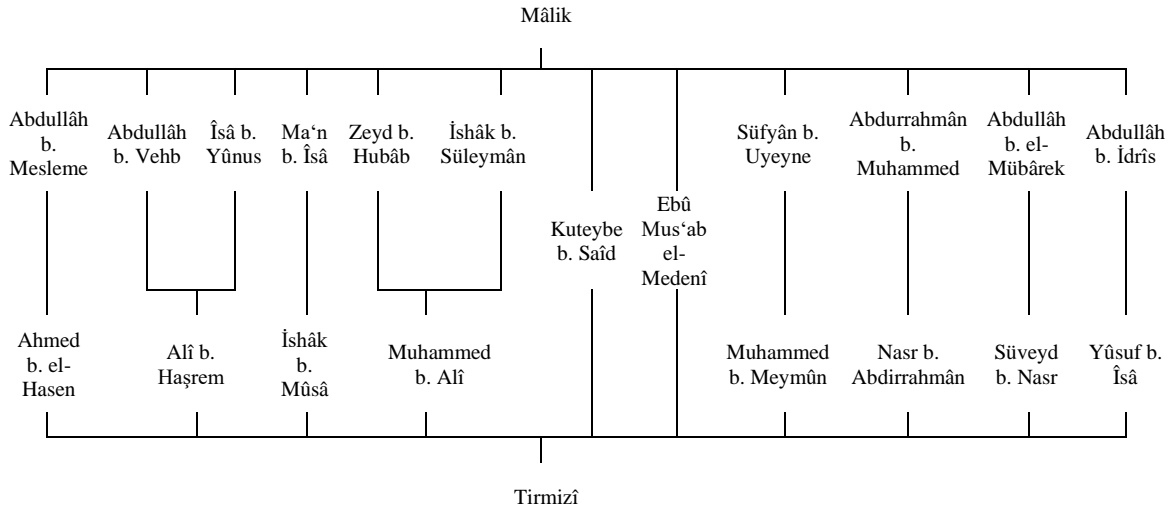 Mâlik
Abdullâh
b.
Mesleme
Abdullâh
b. Vehb
Îsâ b.
Yûnus
Ma‘n
b. Îsâ
Zeyd b.
Hubâb
İshâk b.
Süleymân
Kuteybe
b. Saîd
Ebû
Mus‘ab
el-
Medenî
Süfyân b.
Uyeyne
Abdurrahmân
b.
Muhammed
Abdullâh
b. el-
Mübârek
Abdullâh
b. İdrîs
Ahmed
b. el-
Hasen
Alî b.
Haşrem
İshâk
b.
Mûsâ
Muhammed
b. Alî
Muhammed
b. Meymûn
Nasr b.
Abdirrahmân
Süveyd
b. Nasr
Yûsuf b.
Îsâ
Tirmizî